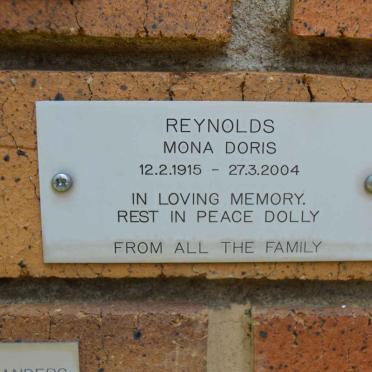 REYNOLDS
MONA DORIS
12.2.1915 - 27.3.2004
IN LOVING MEMORY.
REST IN PEACE DOLLY
FROM ALL THE FAMILY